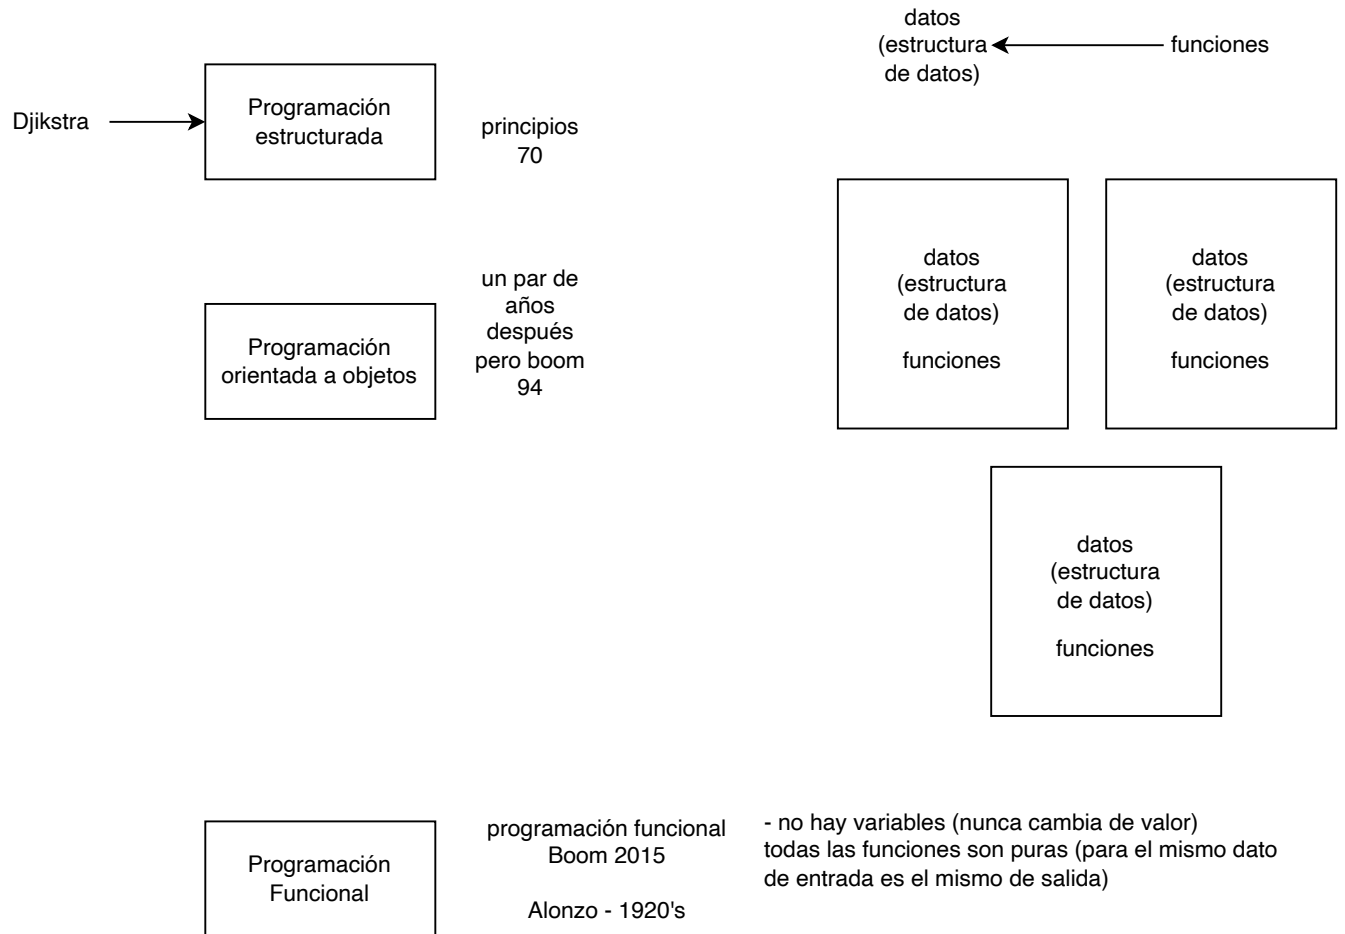 datos
(estructura
de datos)
funciones
Djikstra
Programación
estructurada
principios
70
datos
(estructura
de datos)
funciones
datos
(estructura
de datos)
funciones
Programación
orientada a objetos
un par de
años
después
pero boom
94
datos
(estructura
de datos)
funciones
Programación
Funcional
programación funcional
Boom 2015
Alonzo - 1920's
- no hay variables (nunca cambia de valor)
todas las funciones son puras (para el mismo dato
de entrada es el mismo de salida)